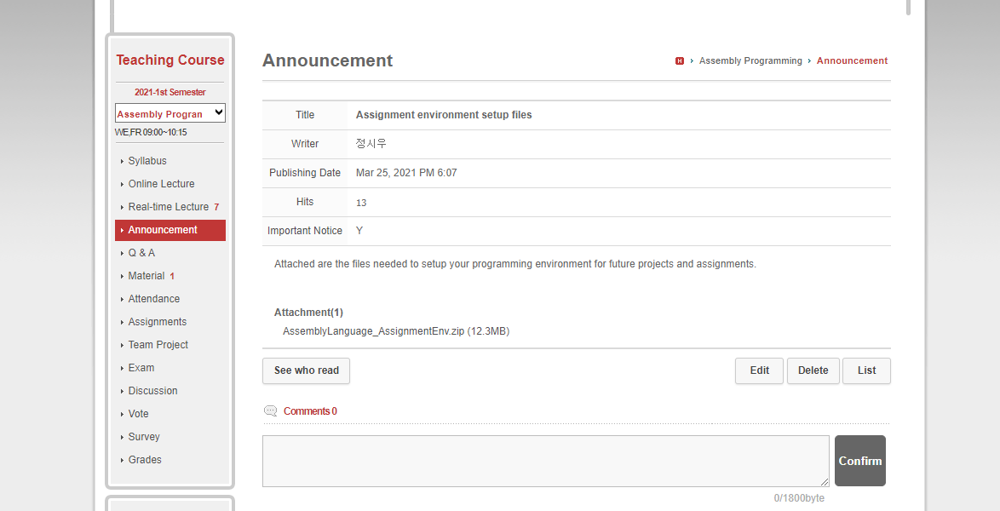 Teaching Course
2021-1st Semester
Assembly Progran
WE,FR 09:00~10:15
Syllabus
Online Lecture
Real-time Lecture 7
Announcement
Q & A
Material 1
Attendance
Assignments
Team Project
Exam
Discussion
Vote
Survey
Grades
Announcement
H › Assembly Programming › Announcement
Title Assignment environment setup files
Writer 정시우
Publishing Date Mar 25, 2021 PM 6:07
Hits 13
Important Notice Y
Attached are the files needed to setup your programming environment for future projects and assignments.
Attachment(1)
AssemblyLanguage_AssignmentEnv.zip (12.3MB)
See who read Edit Delete List
Comments 0
Confirm
0/1800byte